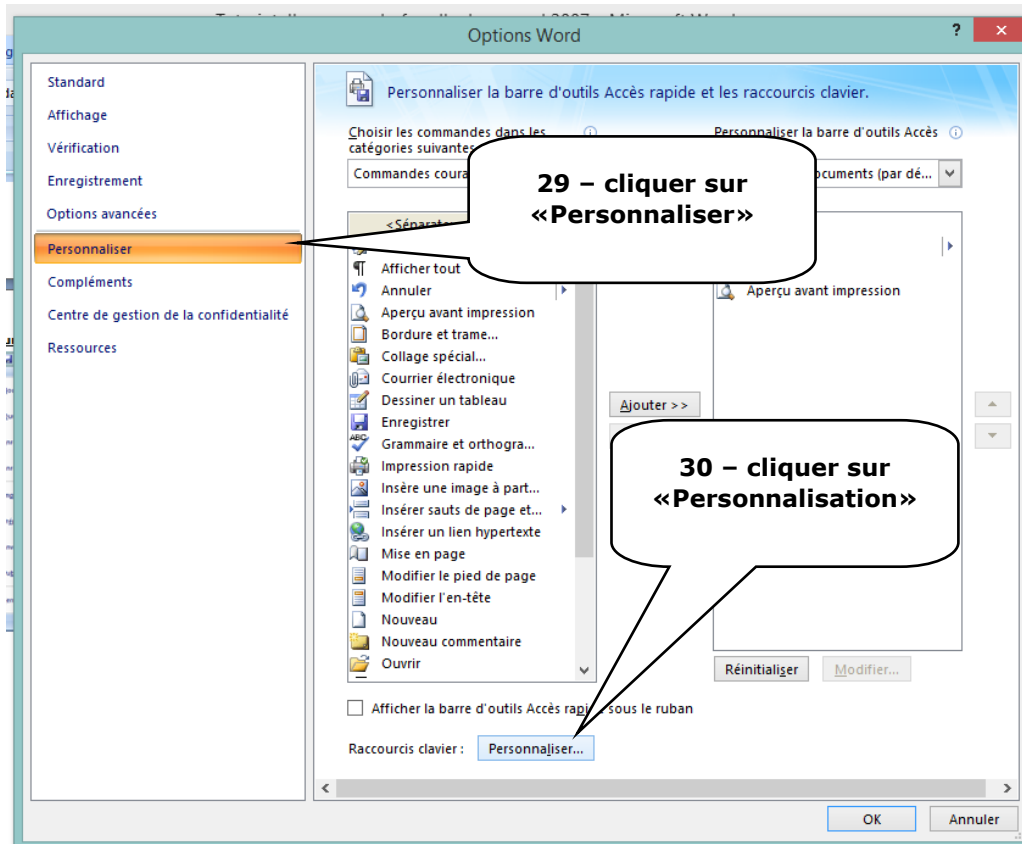 Options Word
?
Standard
Affichage
Vérification
Enregistrement
Options avancées
Personnaliser
Compléments
Centre de gestion de la confidentialité
Ressources
Personnaliser la barre d'outils Accès rapide et les raccourcis clavier.
Choisir les commandes dans les
catégories suivantes
Commandes coura
Personnaliser la barre d'outils Accès
ocuments (par dé...
29 – cliquer sur
«Personnaliser»
<Séparate
Afficher tout
Annuler
Aperçu avant impression
Bordure et trame...
Collage spécial...
Courrier électronique
Dessiner un tableau
Enregistrer
Grammaire et orthogra...
Impression rapide
Insère une image à part...
Insérer sauts de page et...
Insérer un lien hypertexte
Mise en page
Modifier le pied de page
Modifier l'en-tête
Nouveau
Nouveau commentaire
Ouvrir
Ajouter >>
Aperçu avant impression
30 – cliquer sur
«Personnalisation»
Réinitialiser
Modifier...
Afficher la barre d'outils Accès rapide sous le ruban
Raccourcis clavier :
Personnaliser...
OK
Annuler